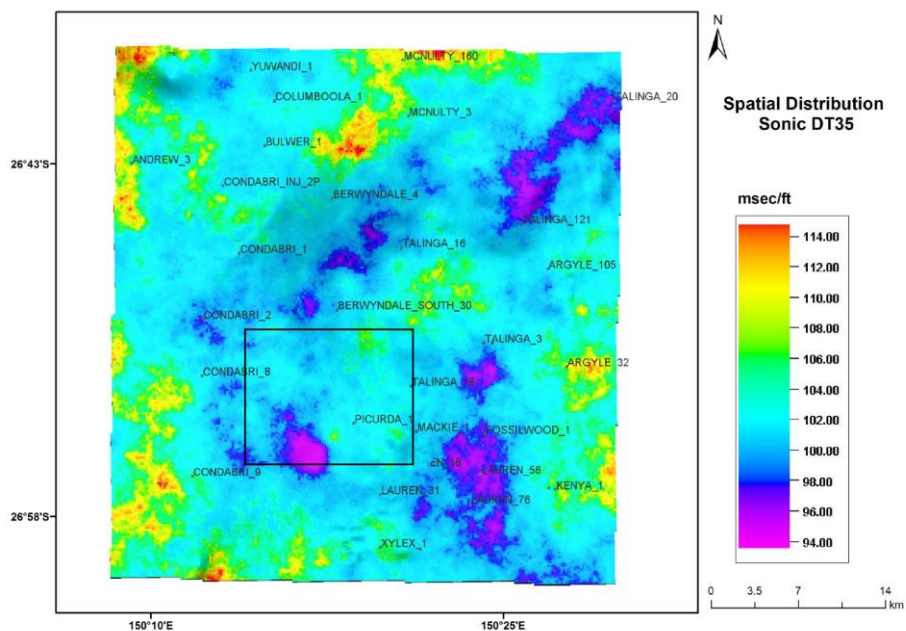 N
YUWANDI_1
MCNULTY_160
COLUMBOOLA_1
TALINGA_20
MCNULTY_3
BULWER_1
26°43'
ANDREW_3
CONDABRI_INJ_2P
BERWYNDALE_4
TALINGA_121
CONDABRI_1
TALINGA_16
ARGYLE_105
BERWYNDALE_SOUTH_30
CONDABRI_2
TALINGA_3
ARGYLE_32
CONDABRI_8
PICURDA_1
MACKIE_1
FOSSILWOOD_1
CONDABRI_9
LAUREN_58
KENYA_1
LAUREN_31
LAUREN_76
26°58'
XYLEX_1
150°10'E
150°25'E
Spatial Distribution
Sonic DT35
msec/ft
114.00
112.00
110.00
108.00
106.00
104.00
102.00
100.00
98.00
96.00
94.00
0 3.5 7 14
km